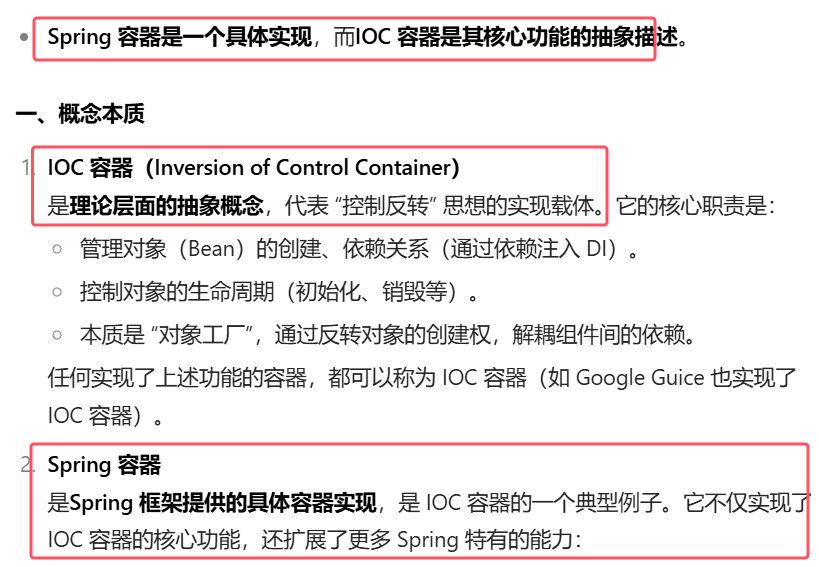 • Spring 容器是一个具体实现，而IOC 容器是其核心功能的抽象描述。
一、概念本质
1. IOC 容器（Inversion of Control Container）
是理论层面的抽象概念，代表 “控制反转” 思想的实现载体。它的核心职责是：
○ 管理对象（Bean）的创建、依赖关系（通过依赖注入 DI）。
○ 控制对象的生命周期（初始化、销毁等）。
○ 本质是 “对象工厂”，通过反转对象的创建权，解耦组件间的依赖。
任何实现了上述功能的容器，都可以称为 IOC 容器（如 Google Guice 也实现了
IOC 容器）。
2. Spring 容器
是Spring 框架提供的具体容器实现，是 IOC 容器的一个典型例子。它不仅实现了
IOC 容器的核心功能，还扩展了更多 Spring 特有的能力：